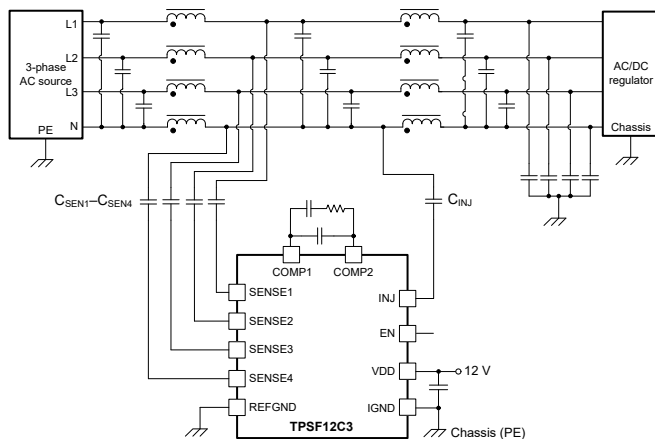 L1
L2
L3
N
3-phase
AC source
PE
AC/DC
regulator
Chassis
CSEN1–CSEN4
CINJ
COMP1
COMP2
SENSE1
SENSE2
SENSE3
SENSE4
REFGND
INJ
EN
VDD
IGND
12 V
Chassis (PE)
TPSF12C3